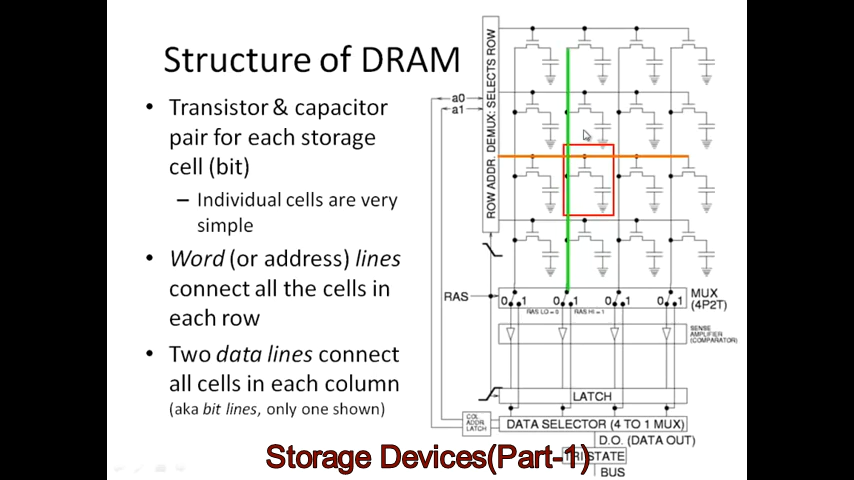 Structure of DRAM
• Transistor & capacitor
pair for each storage
cell (bit)
– Individual cells are very
simple
• Word (or address) lines
connect all the cells in
each row
• Two data lines connect
all cells in each column
(aka bit lines, only one shown)
ROW ADDR. DEMUX: SELECTS ROW
a0
a1
RAS
0 1 0 1 0 1 0 1
MUX
(4P2T)
RAS LO = 0 RAS HI = 1
SENSE
AMPLIFIER
(COMPARATOR)
LATCH
COL
ADDR
LATCH
DATA SELECTOR (4 TO 1 MUX)
D.O. (DATA OUT)
TRISTATE
BUS
Storage Devices(Part-1)